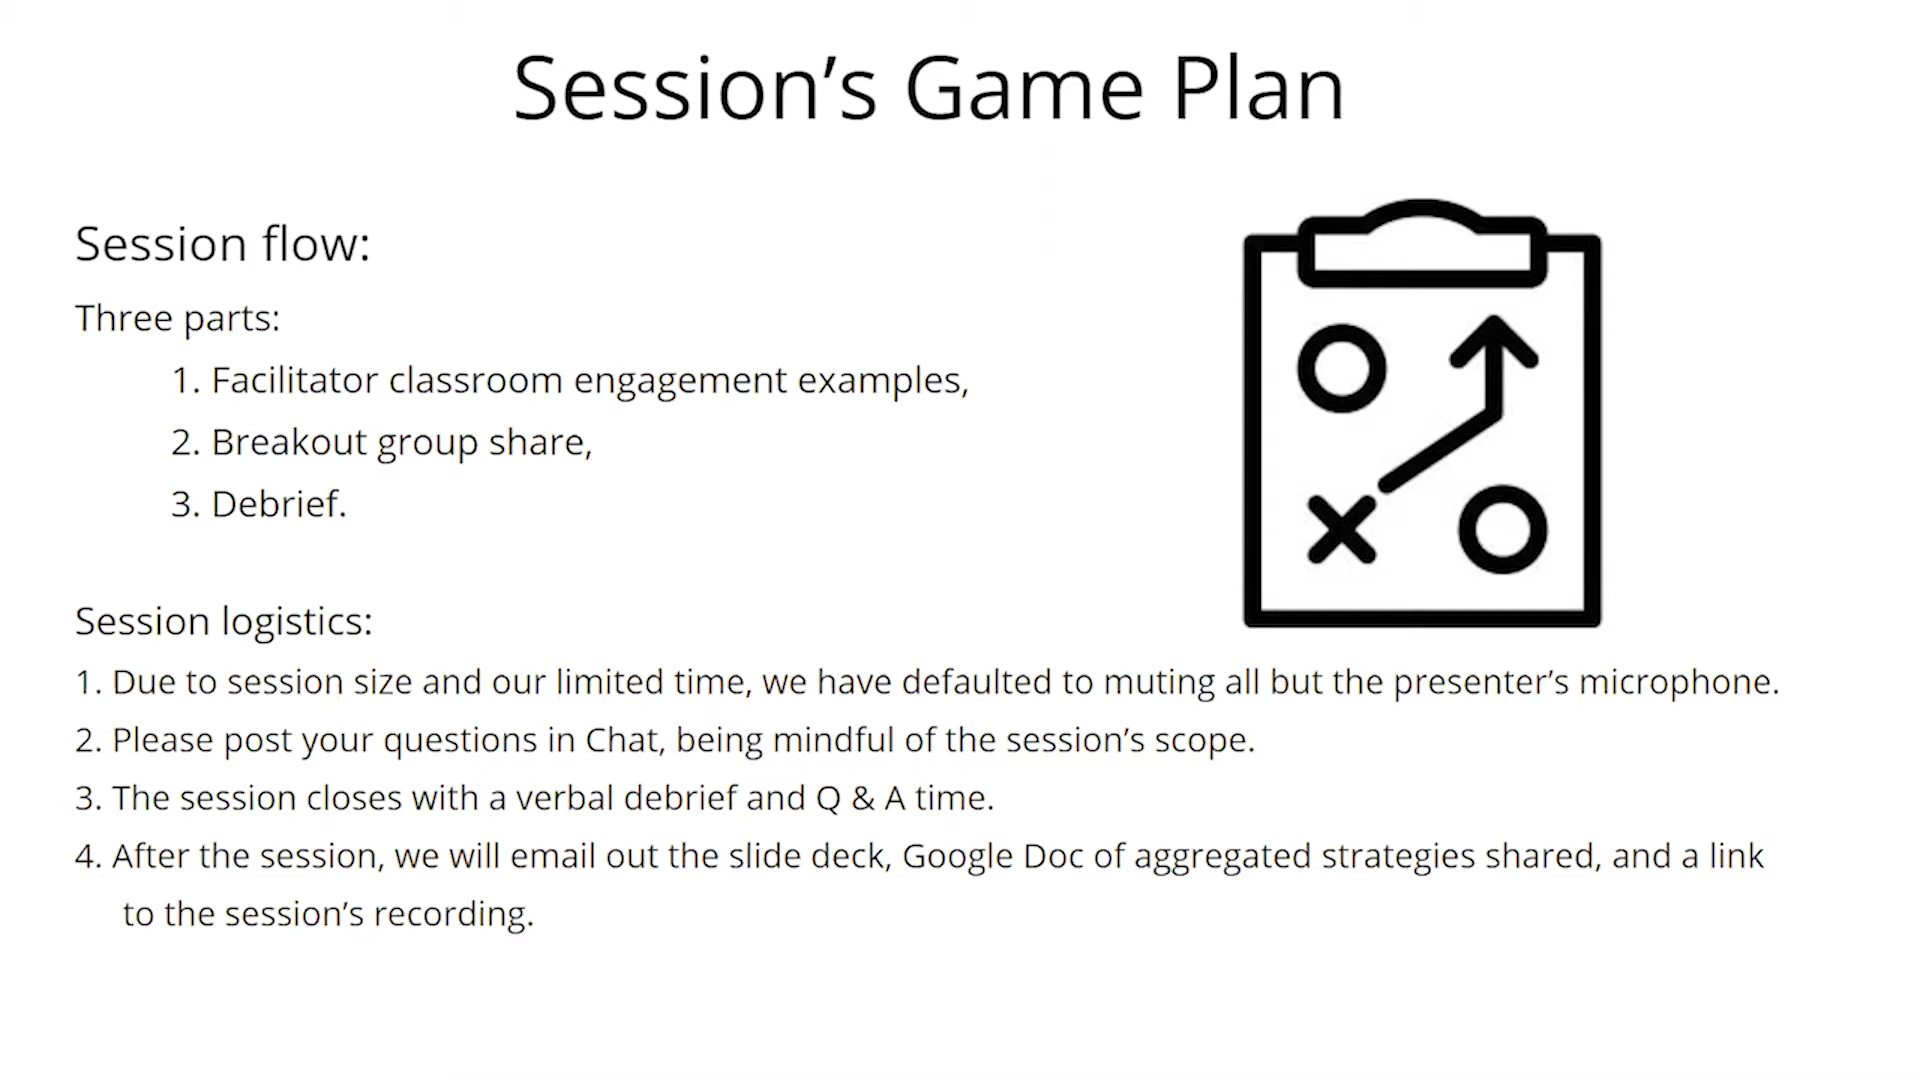 Session’s Game Plan
Session flow:
Three parts:
1. Facilitator classroom engagement examples,
2. Breakout group share,
3. Debrief.
Session logistics:
1. Due to session size and our limited time, we have defaulted to muting all but the presenter’s microphone.
2. Please post your questions in Chat, being mindful of the session’s scope.
3. The session closes with a verbal debrief and Q & A time.
4. After the session, we will email out the slide deck, Google Doc of aggregated strategies shared, and a link
to the session’s recording.